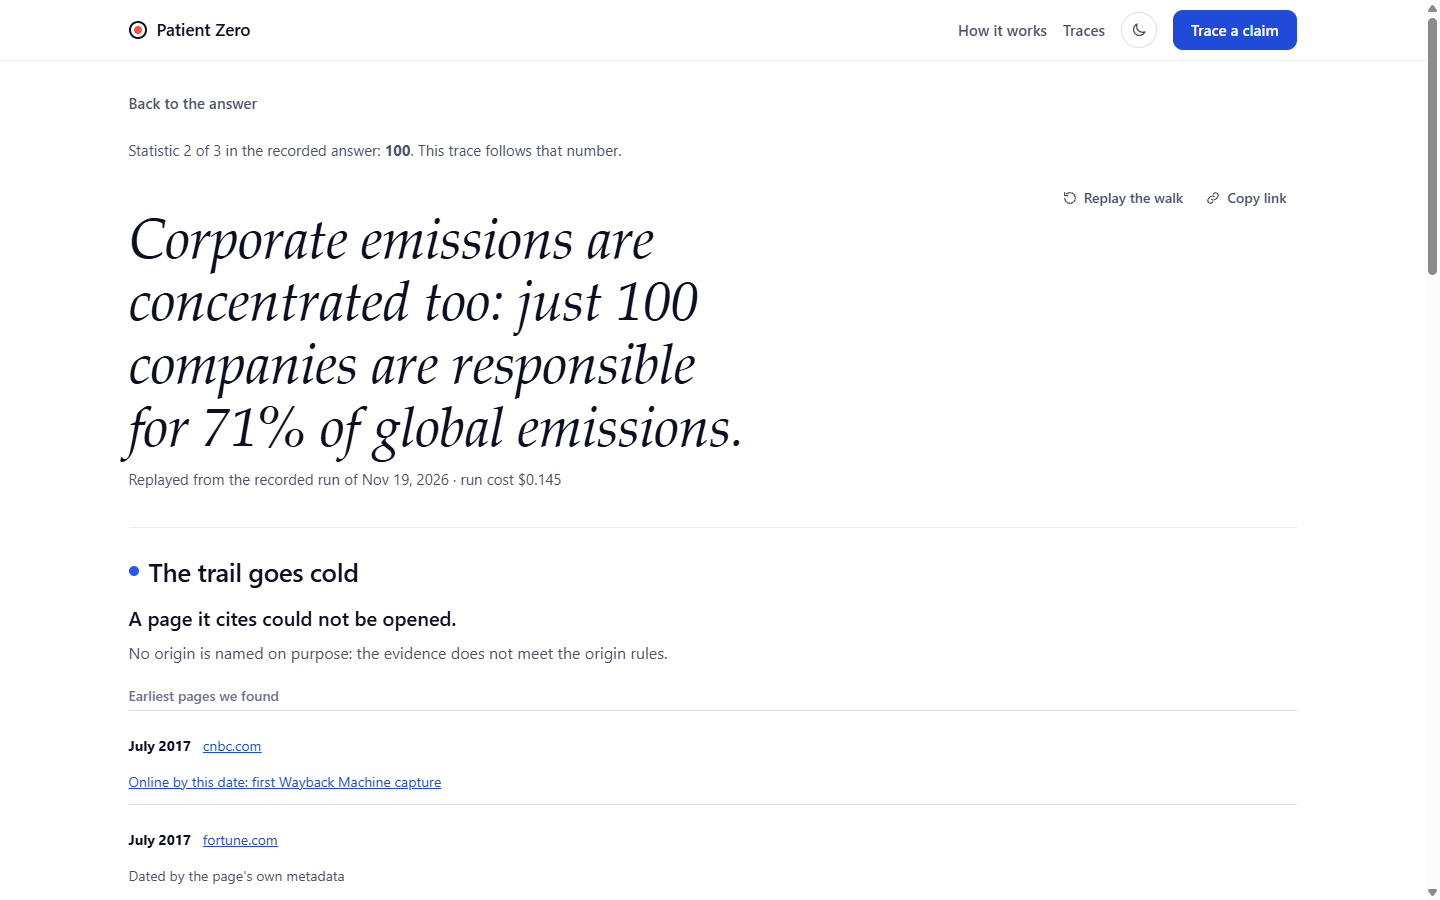 Patient Zero
How it works
Traces
Trace a claim
Back to the answer
Statistic 2 of 3 in the recorded answer: 100. This trace follows that number.
Replay the walk
Copy link
Corporate emissions are
concentrated too: just 100
companies are responsible
for 71% of global emissions.
Replayed from the recorded run of Nov 19, 2026 · run cost $0.145
The trail goes cold
A page it cites could not be opened.
No origin is named on purpose: the evidence does not meet the origin rules.
Earliest pages we found
July 2017 cnbc.com
Online by this date: first Wayback Machine capture
July 2017 fortune.com
Dated by the page's own metadata